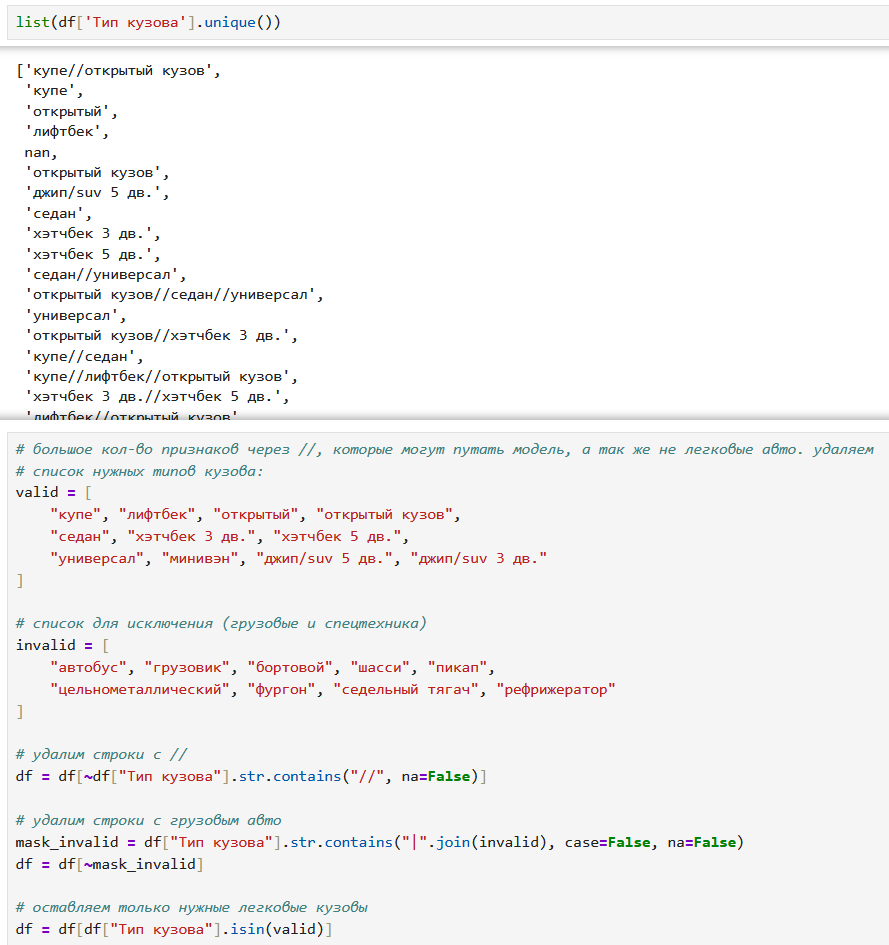 list(df['Тип кузова'].unique())
['купе//открытый кузов',
'купе',
'открытый',
'лифтбек',
nan,
'открытый кузов',
'джип/suv 5 дв.',
'седан',
'хэтчбек 3 дв.',
'хэтчбек 5 дв.',
'седан//универсал',
'открытый кузов//седан//универсал',
'универсал',
'открытый кузов//хэтчбек 3 дв.',
'купе//седан',
'купе//лифтбек//открытый кузов',
'хэтчбек 3 дв.//хэтчбек 5 дв.',
'лифтбек//открытый кузов'
# большое кол-во признаков через //, которые могут путать модель, а так же не легковые авто. удаляем
# список нужных типов кузова:
valid = [
"купе", "лифтбек", "открытый", "открытый кузов",
"седан", "хэтчбек 3 дв.", "хэтчбек 5 дв.",
"универсал", "минивэн", "джип/suv 5 дв.", "джип/suv 3 дв."
]
# список для исключения (грузовые и спецтехника)
invalid = [
"автобус", "грузовик", "бортовой", "шасси", "пикап",
"цельнометаллический", "фургон", "седельный тягач", "рефрижератор"
]
# удалим строки с //
df = df[~df["Тип кузова"].str.contains("//", na=False)]
# удалим строки с грузовым авто
mask_invalid = df["Тип кузова"].str.contains("|".join(invalid), case=False, na=False)
df = df[~mask_invalid]
# оставляем только нужные легковые кузовы
df = df[df["Тип кузова"].isin(valid)]